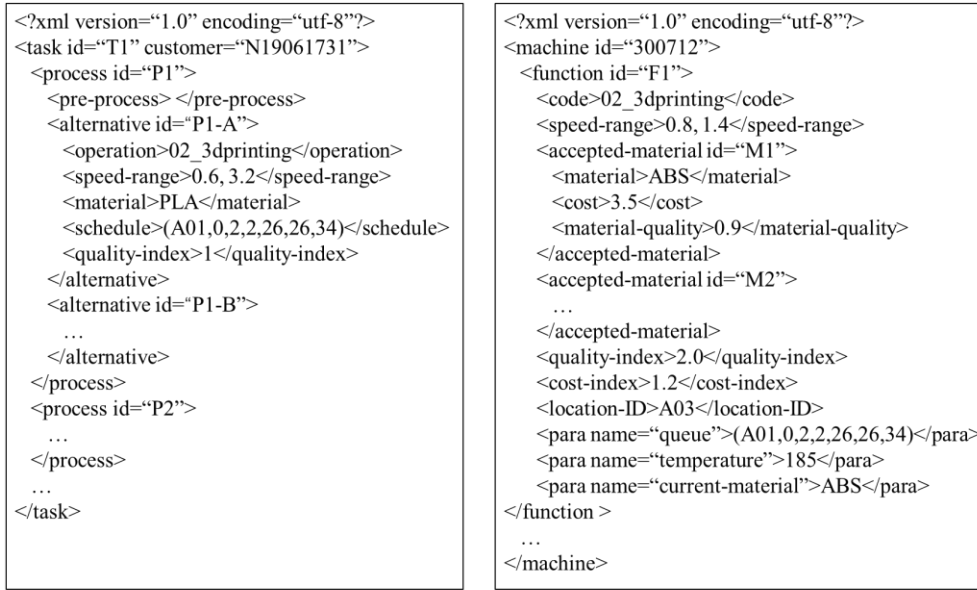 <?xml version=“1.0” encoding=“utf-8”?>
<task id=“T1” customer=“N19061731”>
<process id=“P1”>
<pre-process> </pre-process>
<alternative id=“P1-A”>
<operation>02_3dprinting</operation>
<speed-range>0.6, 3.2</speed-range>
<material>PLA</material>
<schedule>(A01,0,2,2,26,26,34)</schedule>
<quality-index>1</quality-index>
</alternative>
<alternative id=“P1-B”>
…
</alternative>
</process>
<process id=“P2”>
…
</process>
…
</task>
<?xml version=“1.0” encoding=“utf-8”?>
<machine id=“300712”>
<function id=“F1”>
<code>02_3dprinting</code>
<speed-range>0.8, 1.4</speed-range>
<accepted-material id=“M1”>
<material>ABS</material>
<cost>3.5</cost>
<material-quality>0.9</material-quality>
</accepted-material>
<accepted-material id=“M2”>
…
</accepted-material>
<quality-index>2.0</quality-index>
<cost-index>1.2</cost-index>
<location-ID>A03</location-ID>
<para name=“queue”>(A01,0,2,2,26,26,34)</para>
<para name=“temperature”>185</para>
<para name=“current-material”>ABS</para>
</function >
…
</machine>